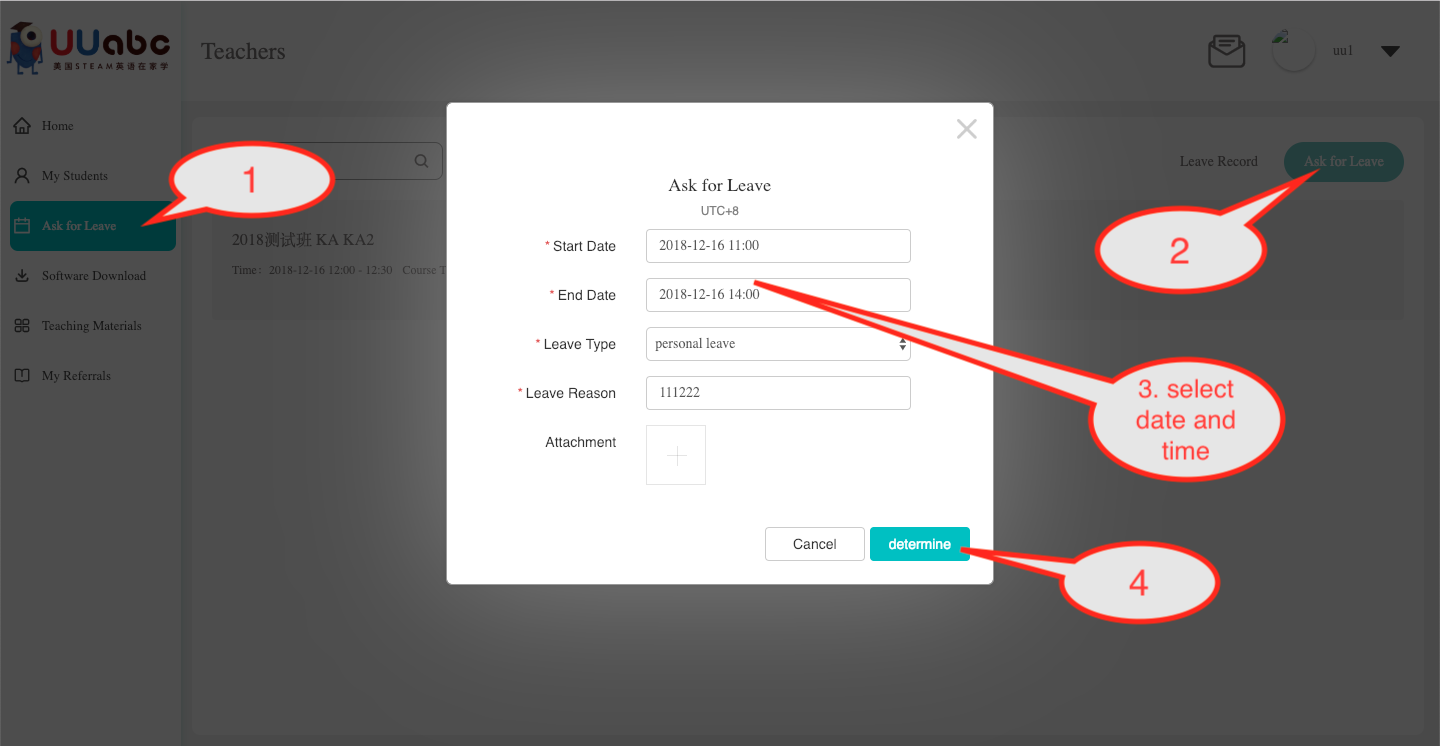 UUabc
美国STEAM英语在家学
Teachers
uu1
Home
My Students
Ask for Leave
Software Download
Teaching Materials
My Referrals
1
Leave Record
Ask for Leave
2
2018测试班 KA KA2
Time： 2018-12-16 12:00 - 12:30 Course T
Ask for Leave
UTC+8
* Start Date 2018-12-16 11:00
* End Date 2018-12-16 14:00
* Leave Type personal leave
* Leave Reason 111222
Attachment
3. select
date and
time
Cancel determine
4